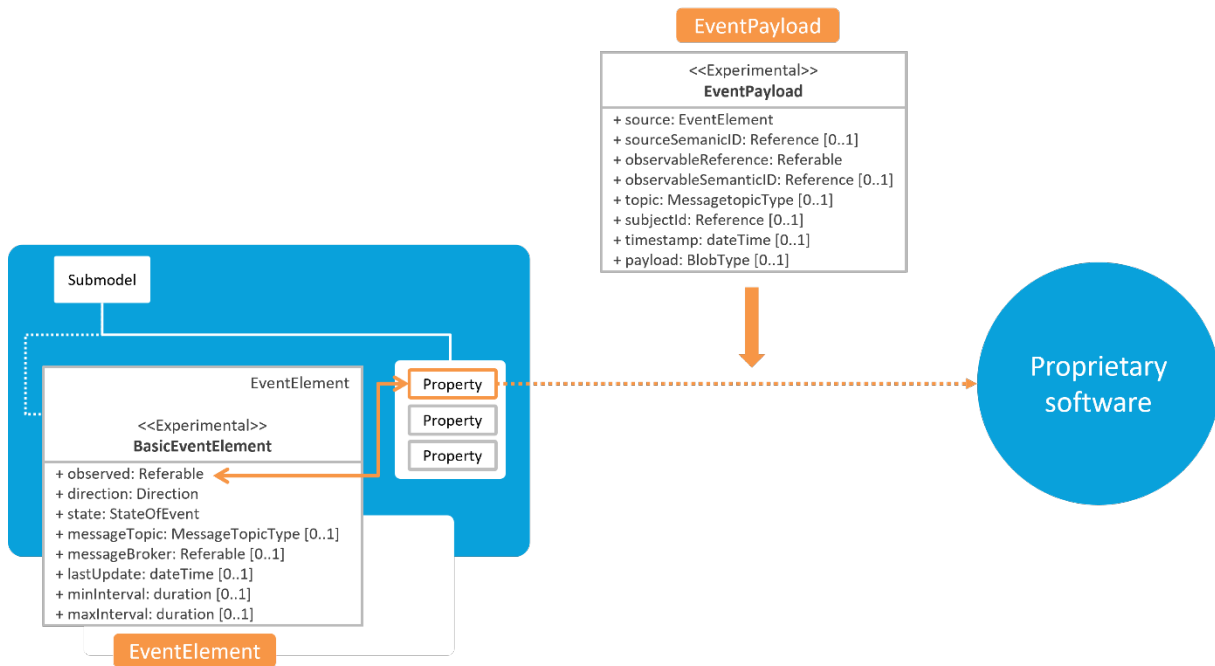 EventPayload
<<Experimental>>
EventPayload
+ source: EventElement
+ sourceSemanicID: Reference [0..1]
+ observableReference: Referable
+ observableSemanticID: Reference [0..1]
+ topic: MessagetopicType [0..1]
+ subjectId: Reference [0..1]
+ timestamp: dateTime [0..1]
+ payload: BlobType [0..1]
Submodel
EventElement
<<Experimental>>
BasicEventElement
+ observed: Referable
+ direction: Direction
+ state: StateOfEvent
+ messageTopic: MessageTopicType [0..1]
+ messageBroker: Referable [0..1]
+ lastUpdate: dateTime [0..1]
+ minInterval: duration [0..1]
+ maxInterval: duration [0..1]
EventElement
Property
Property
Property
Proprietary
software